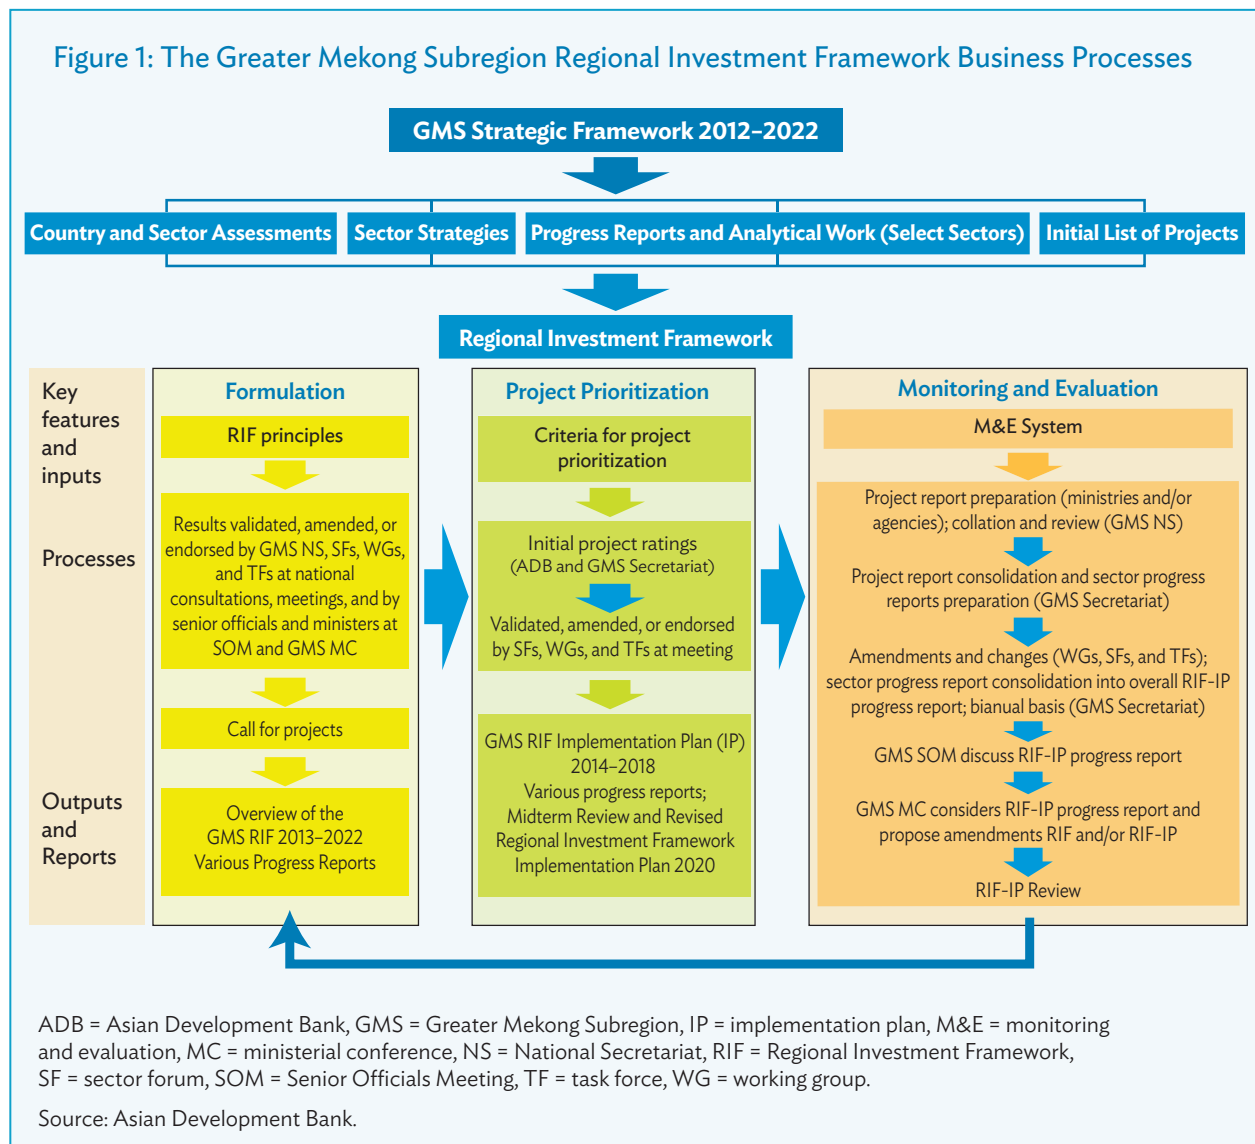 Figure 1: The Greater Mekong Subregion Regional Investment Framework Business Processes
GMS Strategic Framework 2012–2022
Country and Sector Assessments
Sector Strategies
Progress Reports and Analytical Work (Select Sectors)
Initial List of Projects
Regional Investment Framework
Key
features
and
inputs
Processes
Outputs
and
Reports
Formulation
RIF principles
Results validated, amended, or
endorsed by GMS NS, SFs, WGs,
and TFs at national
consultations, meetings, and by
senior officials and ministers at
SOM and GMS MC
Call for projects
Overview of the
GMS RIF 2013–2022
Various Progress Reports
Project Prioritization
Criteria for project
prioritization
Initial project ratings
(ADB and GMS Secretariat)
Validated, amended, or endorsed
by SFs, WGs, and TFs at meeting
GMS RIF Implementation Plan (IP)
2014–2018
Various progress reports;
Midterm Review and Revised
Regional Investment Framework
Implementation Plan 2020
Monitoring and Evaluation
M&E System
Project report preparation (ministries and/or
agencies); collation and review (GMS NS)
Project report consolidation and sector progress
reports preparation (GMS Secretariat)
Amendments and changes (WGs, SFs, and TFs);
sector progress report consolidation into overall RIF-IP
progress report; bianual basis (GMS Secretariat)
GMS SOM discuss RIF-IP progress report
GMS MC considers RIF-IP progress report and
propose amendments RIF and/or RIF-IP
RIF-IP Review
ADB = Asian Development Bank, GMS = Greater Mekong Subregion, IP = implementation plan, M&E = monitoring
and evaluation, MC = ministerial conference, NS = National Secretariat, RIF = Regional Investment Framework,
SF = sector forum, SOM = Senior Officials Meeting, TF = task force, WG = working group.
Source: Asian Development Bank.